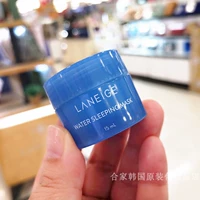 LANEIGE
WATER SLEEPING MASK
15 mL
合家韩国原装